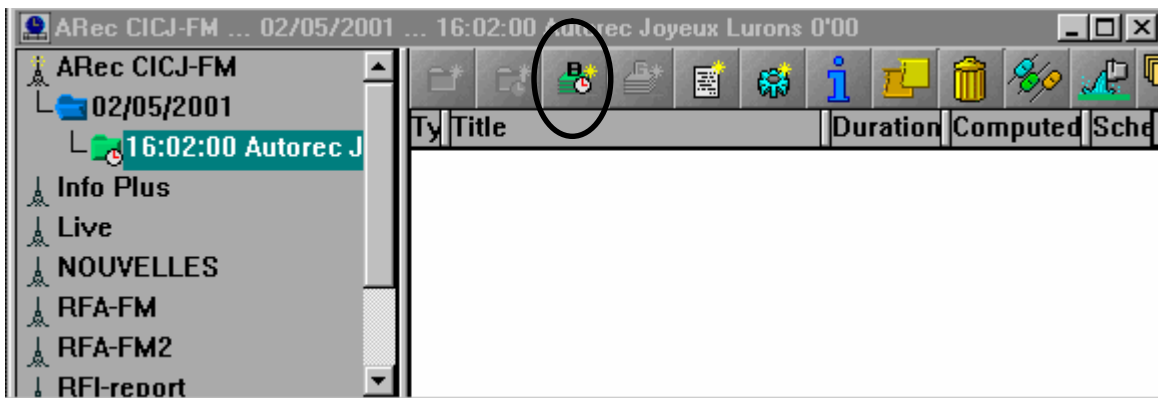 ARec CICJ-FM ... 02/05/2001 ... 16:02:00 Autorec Joyeux Lurons 0'00
ARec CICJ-FM
02/05/2001
16:02:00 Autorec J
Info Plus
Live
NOUVELLES
RFA-FM
RFA-FM2
RFI-report
B
Ty Title Duration Computed Sche